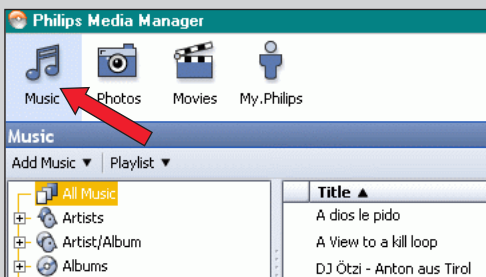 Philips Media Manager
Music Photos Movies My.Philips
Music
Add Music ▼ Playlist ▼
All Music Title ▲
Artists A dios le pido
Artist/Album A View to a kill loop
Albums DJ Ötzi - Anton aus Tirol